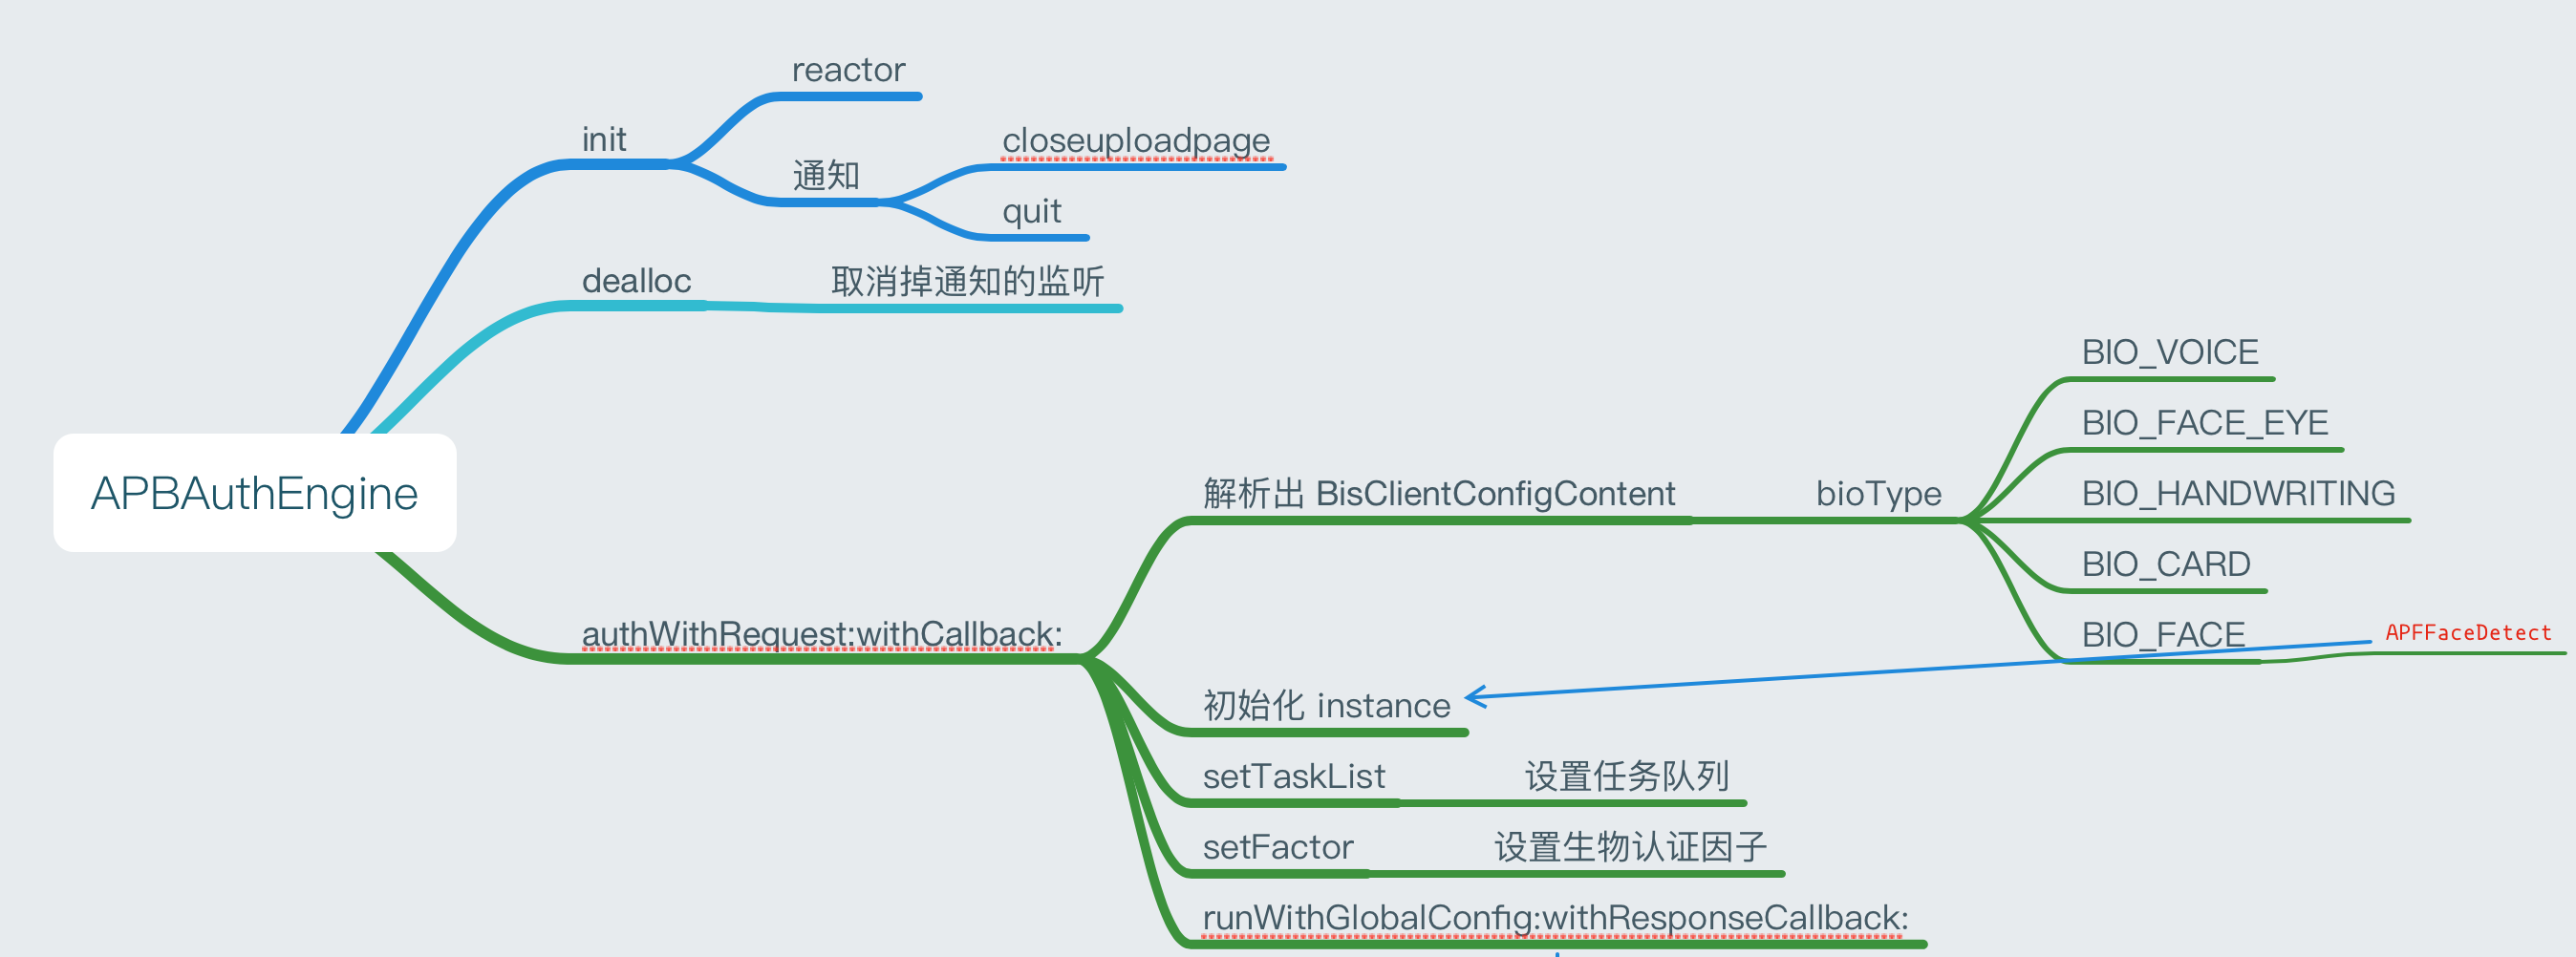 reactor
init
closeuploadpage
通知
quit
dealloc
取消掉通知的监听
APBAuthEngine
BIO_VOICE
BIO_FACE_EYE
解析出 BisClientConfigContent
bioType
BIO_HANDWRITING
BIO_CARD
authWithRequest:withCallback:
BIO_FACE
APFFaceDetect
初始化 instance
setTaskList
设置任务队列
setFactor
设置生物认证因子
runWithGlobalConfig:withResponseCallback: